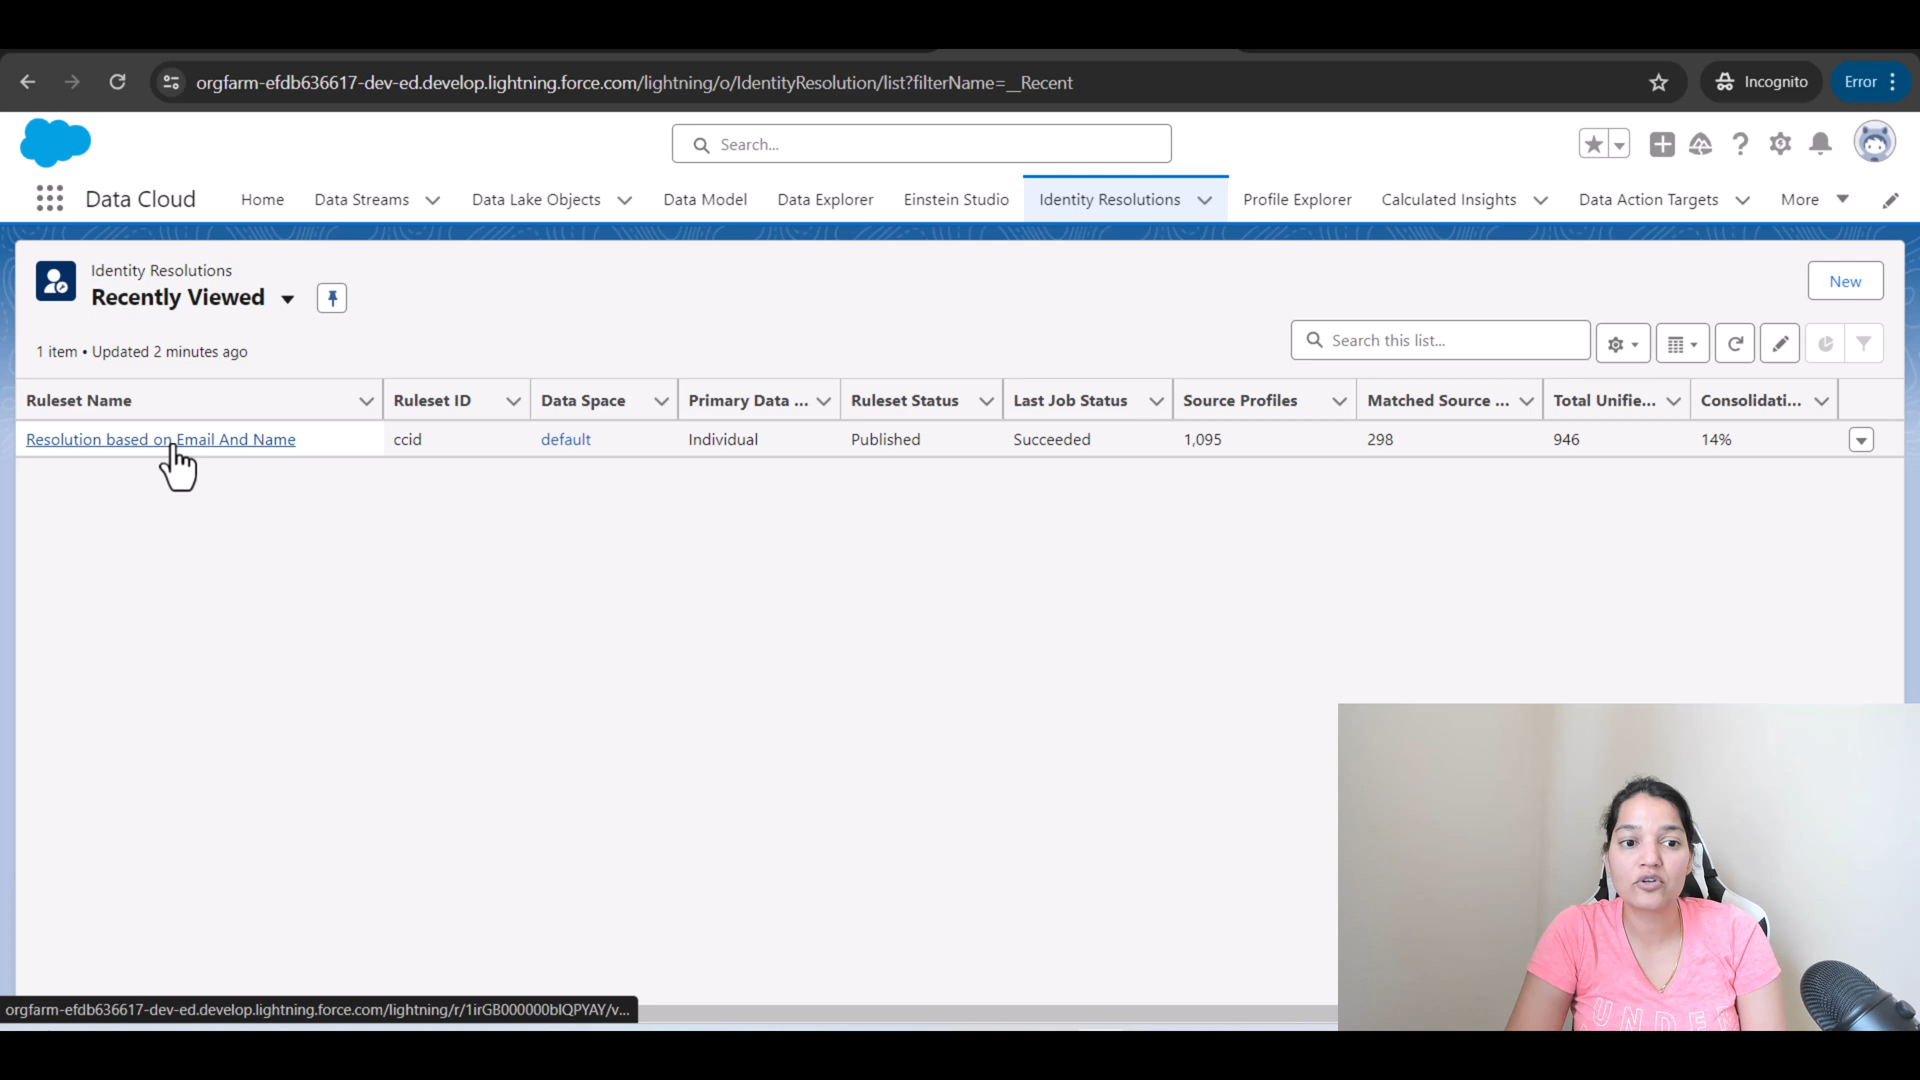 orgfarm-efdb636617-dev-ed.develop.lightning.force.com/lightning/o/IdentityResolution/list?filterName=__Recent
Incognito
Error
Search...
Data Cloud
Home
Data Streams
Data Lake Objects
Data Model
Data Explorer
Einstein Studio
Identity Resolutions
Profile Explorer
Calculated Insights
Data Action Targets
More
Identity Resolutions
Recently Viewed
New
1 item • Updated 2 minutes ago
Search this list...
Ruleset Name
Ruleset ID
Data Space
Primary Data ...
Ruleset Status
Last Job Status
Source Profiles
Matched Source ...
Total Unifie...
Consolidati...
Resolution based on Email And Name
ccid
default
Individual
Published
Succeeded
1,095
298
946
14%
orgfarm-efdb636617-dev-ed.develop.lightning.force.com/lightning/r/1irGB000000blQPYAY/v...